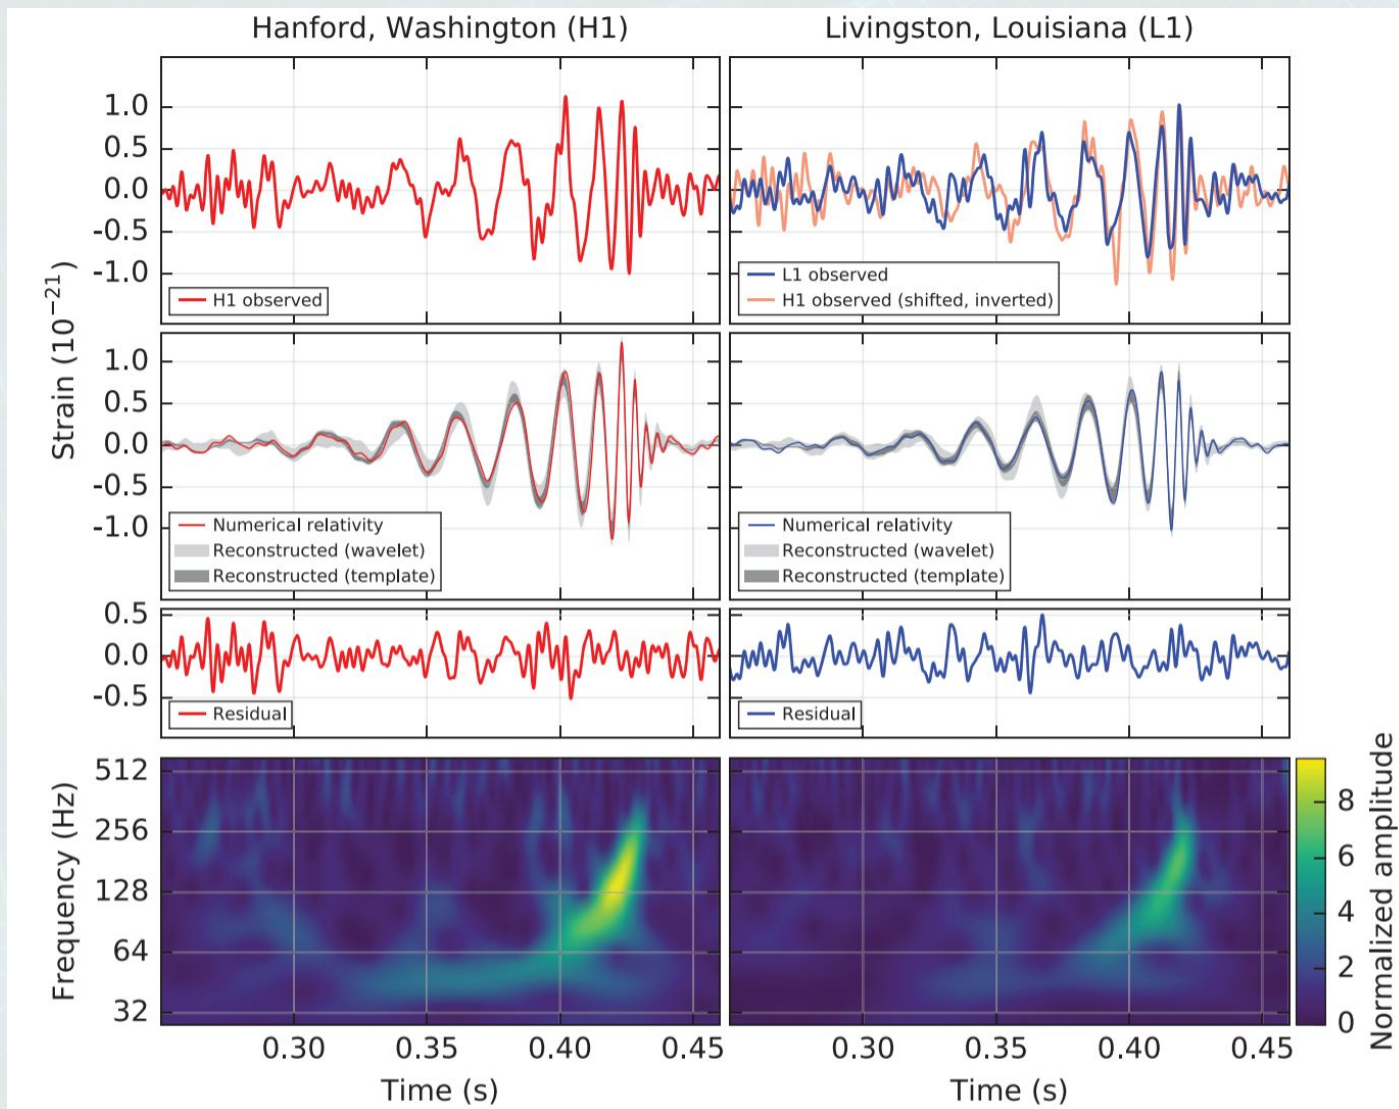 Hanford, Washington (H1)
Livingston, Louisiana (L1)
Strain (10⁻²¹)
1.0
0.5
0.0
-0.5
-1.0
H1 observed
L1 observed
H1 observed (shifted, inverted)
1.0
0.5
0.0
-0.5
-1.0
Numerical relativity
Reconstructed (wavelet)
Reconstructed (template)
Numerical relativity
Reconstructed (wavelet)
Reconstructed (template)
0.5
0.0
-0.5
Residual
Residual
Frequency (Hz)
512
256
128
64
32
0.30 0.35 0.40 0.45
Time (s)
0.30 0.35 0.40 0.45
Time (s)
8
6
4
2
0
Normalized amplitude